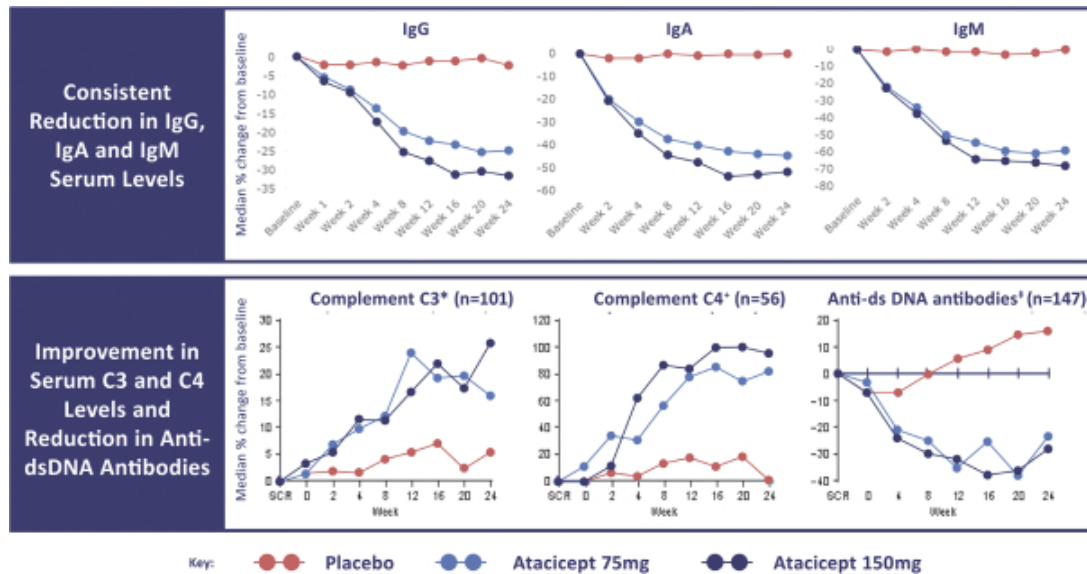 Consistent
Reduction in IgG,
IgA and IgM
Serum Levels
Median % change from baseline
IgG
0
-5
-10
-15
-20
-25
-30
-35
Baseline
Week 1
Week 2
Week 4
Week 8
Week 12
Week 16
Week 20
Week 24
IgA
0
-10
-20
-30
-40
-50
-60
Baseline
Week 2
Week 4
Week 8
Week 12
Week 16
Week 20
Week 24
IgM
0
-10
-20
-30
-40
-50
-60
-70
-80
Baseline
Week 2
Week 4
Week 8
Week 12
Week 16
Week 20
Week 24
Improvement in
Serum C3 and C4
Levels and
Reduction in Anti-
dsDNA Antibodies
Median % change from baseline
Complement C3* (n=101)
30
25
20
15
10
5
0
SCR 0 2 4 8 12 16 20 24
Week
Complement C4⁺ (n=56)
120
100
80
60
40
20
0
SCR 0 2 4 8 12 16 20 24
Week
Anti-ds DNA antibodies‡ (n=147)
20
10
0
-10
-20
-30
-40
SCR 0 4 8 12 16 20 24
Week
Key: Placebo Atacicept 75mg Atacicept 150mg